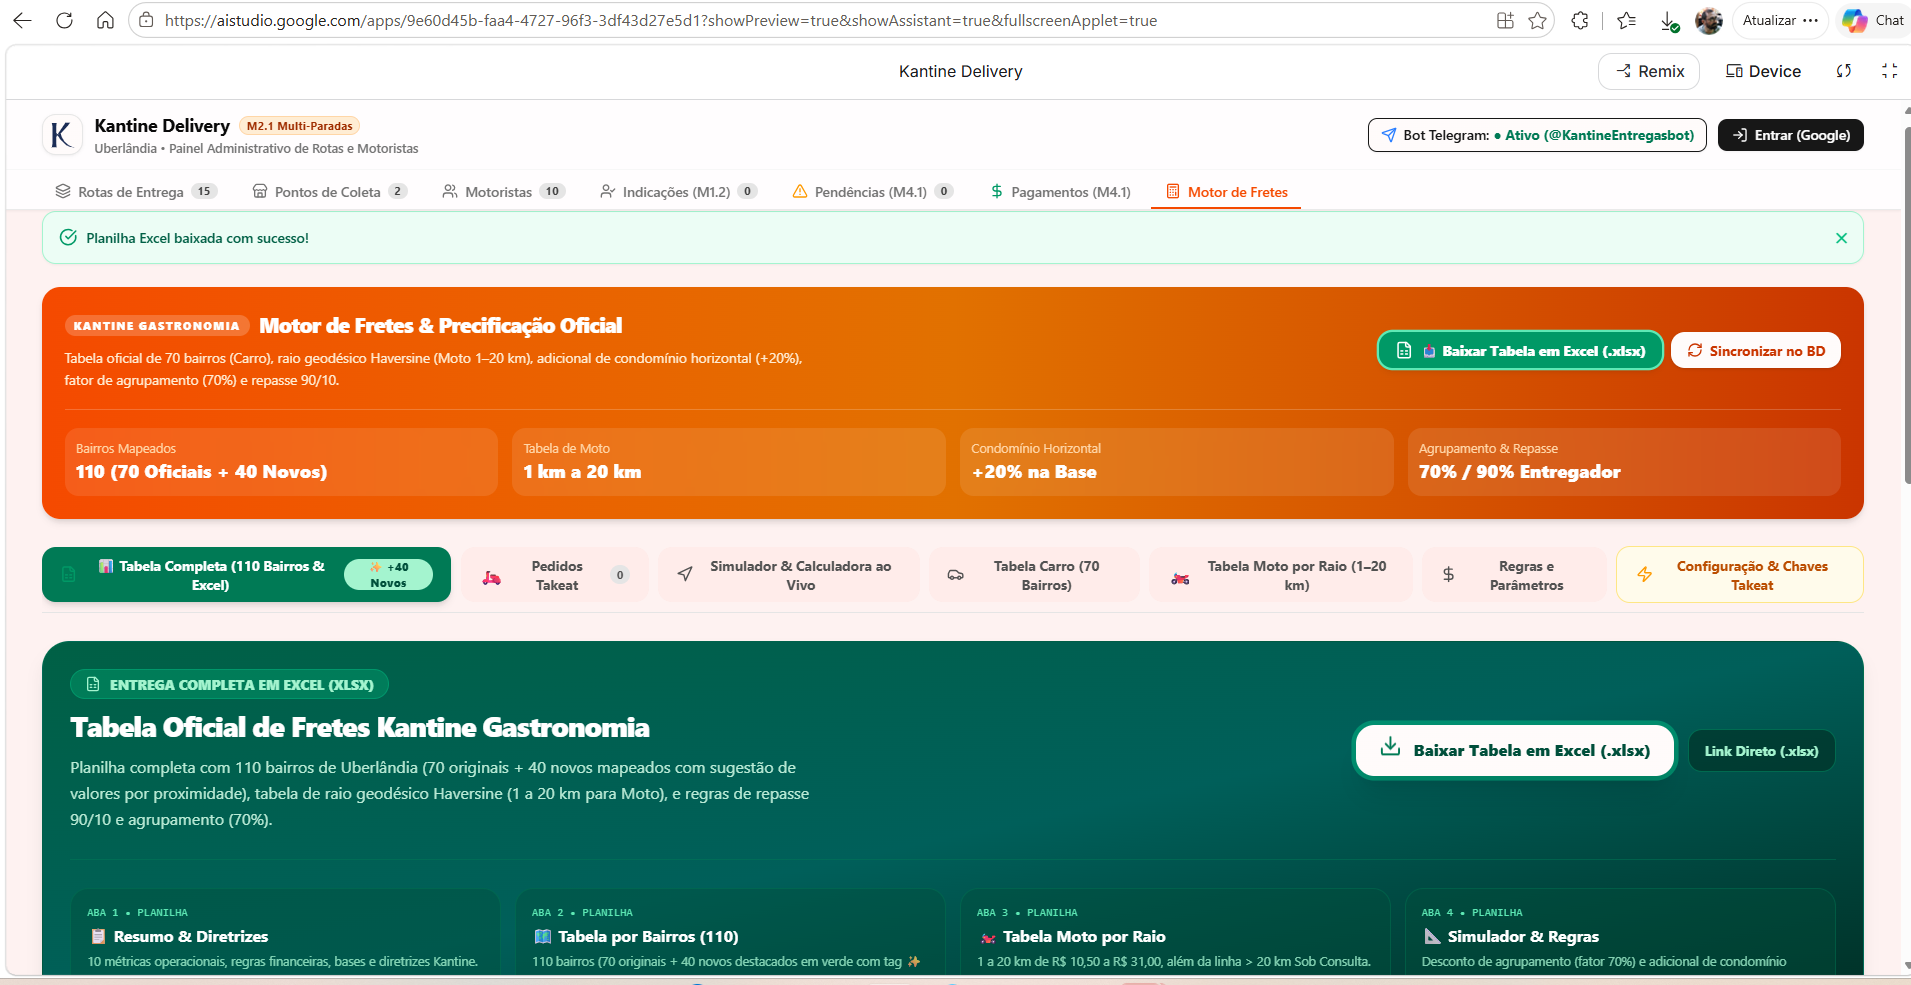 https://aistudio.google.com/apps/9e60d45b-faa4-4727-96f3-3df43d27e5d1?showPreview=true&showAssistant=true&fullscreenApplet=true
Atualizar
Chat
Kantine Delivery
Remix
Device
K
Kantine Delivery
M2.1 Multi-Paradas
Uberlândia • Painel Administrativo de Rotas e Motoristas
Bot Telegram: ● Ativo (@KantineEntregasbot)
Entrar (Google)
Rotas de Entrega 15
Pontos de Coleta 2
Motoristas 10
Indicações (M1.2) 0
Pendências (M4.1) 0
Pagamentos (M4.1)
Motor de Fretes
Planilha Excel baixada com sucesso!
KANTINE GASTRONOMIA
Motor de Fretes & Precificação Oficial
Tabela oficial de 70 bairros (Carro), raio geodésico Haversine (Moto 1–20 km), adicional de condomínio horizontal (+20%),
fator de agrupamento (70%) e repasse 90/10.
Baixar Tabela em Excel (.xlsx)
Sincronizar no BD
Bairros Mapeados
110 (70 Oficiais + 40 Novos)
Tabela de Moto
1 km a 20 km
Condomínio Horizontal
+20% na Base
Agrupamento & Repasse
70% / 90% Entregador
Tabela Completa (110 Bairros &
Excel)
+40
Novos
Pedidos
Takeat
0
Simulador & Calculadora ao
Vivo
Tabela Carro (70
Bairros)
Tabela Moto por Raio (1–20
km)
Regras e
Parâmetros
Configuração & Chaves
Takeat
ENTREGA COMPLETA EM EXCEL (XLSX)
Tabela Oficial de Fretes Kantine Gastronomia
Planilha completa com 110 bairros de Uberlândia (70 originais + 40 novos mapeados com sugestão de
valores por proximidade), tabela de raio geodésico Haversine (1 a 20 km para Moto), e regras de repasse
90/10 e agrupamento (70%).
Baixar Tabela em Excel (.xlsx)
Link Direto (.xlsx)
ABA 1 • PLANILHA
Resumo & Diretrizes
10 métricas operacionais, regras financeiras, bases e diretrizes Kantine.
ABA 2 • PLANILHA
Tabela por Bairros (110)
110 bairros (70 originais + 40 novos destacados em verde com tag
ABA 3 • PLANILHA
Tabela Moto por Raio
1 a 20 km de R$ 10,50 a R$ 31,00, além da linha > 20 km Sob Consulta.
ABA 4 • PLANILHA
Simulador & Regras
Desconto de agrupamento (fator 70%) e adicional de condomínio